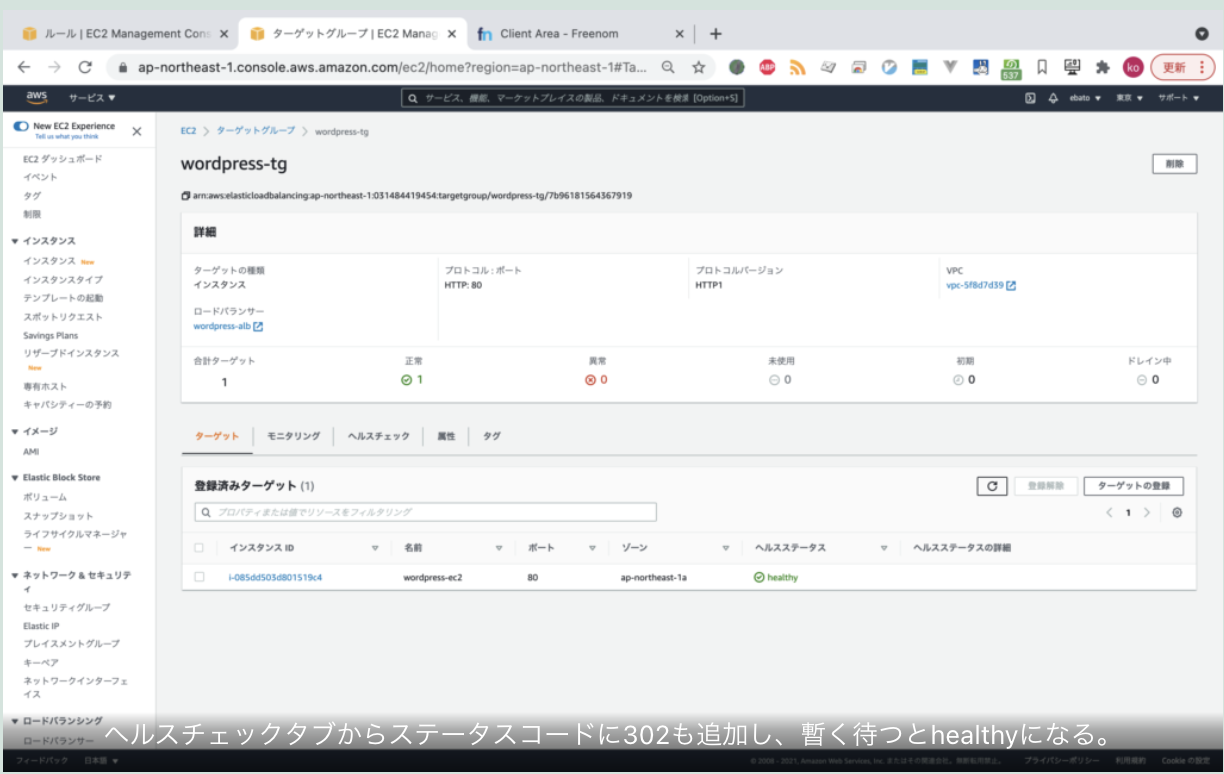 ルール | EC2 Management Cons
ターゲットグループ | EC2 Manag
fn Client Area - Freenom
ap-northeast-1.console.aws.amazon.com/ec2/home?region=ap-northeast-1#Ta...
ABP
537
ko
更新
aws
サービス
サービス、機能、マーケットプレイスの製品、ドキュメントを検索 [Option+S]
ebato
東京
サポート
New EC2 Experience
Tell us what you think
EC2 ダッシュボード
イベント
タグ
制限
インスタンス
インスタンス New
インスタンスタイプ
テンプレートの起動
スポットリクエスト
Savings Plans
リザーブドインスタンス
New
専有ホスト
キャパシティーの予約
イメージ
AMI
Elastic Block Store
ボリューム
スナップショット
ライフサイクルマネージャ
ー New
ネットワーク & セキュリテ
ィ
セキュリティグループ
Elastic IP
プレイスメントグループ
キーペア
ネットワークインターフェ
イス
ロードバランシング
ロードバランサー
EC2 > ターゲットグループ > wordpress-tg
wordpress-tg
削除
arn:aws:elasticloadbalancing:ap-northeast-1:031484419454:targetgroup/wordpress-tg/7b96181564367919
詳細
ターゲットの種類
インスタンス
プロトコル : ポート
HTTP: 80
プロトコルバージョン
HTTP1
VPC
vpc-5f8d7d39
ロードバランサー
wordpress-alb
合計ターゲット
1
正常
1
異常
0
未使用
0
初期
0
ドレイン中
0
ターゲット
モニタリング
ヘルスチェック
属性
タグ
登録済みターゲット (1)
登録解除
ターゲットの登録
プロパティまたは値でリソースをフィルタリング
1
インスタンス ID 名前 ポート ゾーン ヘルスステータス ヘルスステータスの詳細
i-085dd503d801519c4 wordpress-ec2 80 ap-northeast-1a healthy
ヘルスチェックタブからステータスコードに302も追加し、暫く待つとhealthyになる。
フィードバック
日本語
© 2008 - 2021, Amazon Web Services, Inc. またはその関連会社。無断転用禁止。
プライバシーポリシー
利用規約
Cookie の設定